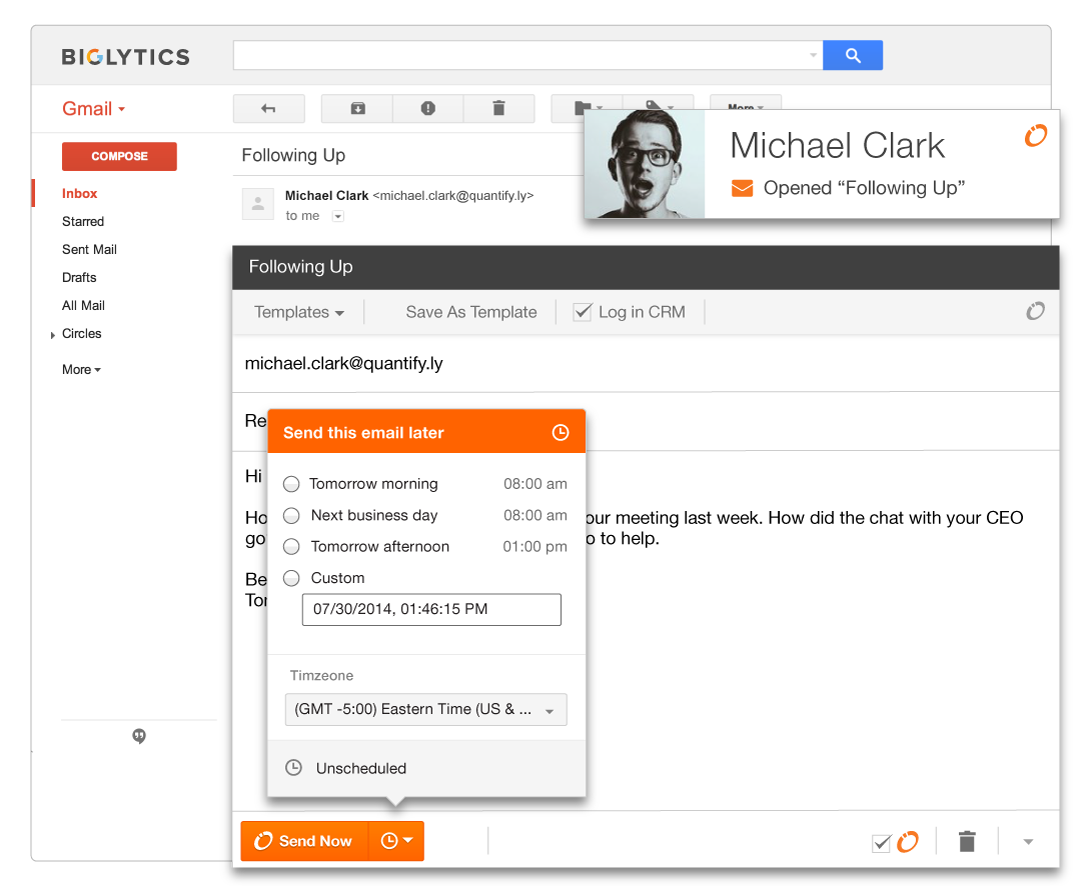 BIGLYTICS
Gmail
More
COMPOSE
Inbox
Starred
Sent Mail
Drafts
All Mail
Circles
More
Following Up
Michael Clark <michael.clark@quantify.ly>
to me
Michael Clark
Opened “Following Up”
Following Up
Templates Save As Template Log in CRM
michael.clark@quantify.ly
Re
Hi
Ho our meeting last week. How did the chat with your CEO
go o to help.
Be
Tor
Send this email later
Tomorrow morning 08:00 am
Next business day 08:00 am
Tomorrow afternoon 01:00 pm
Custom
07/30/2014, 01:46:15 PM
Timzeone
(GMT -5:00) Eastern Time (US & ...
Unscheduled
Send Now